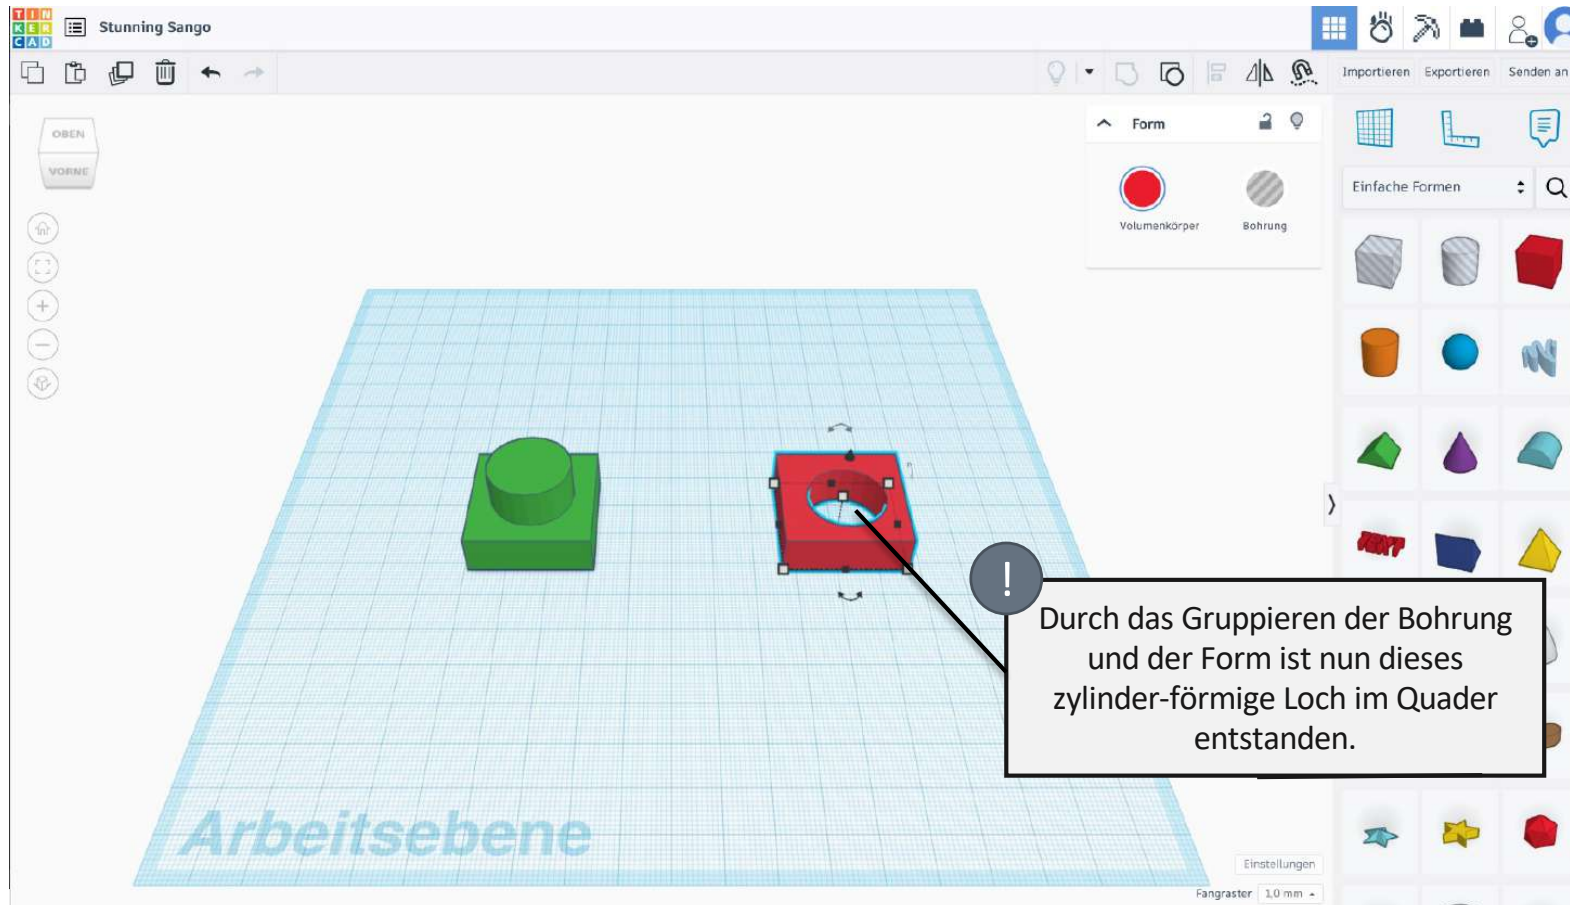 TIN
KER
CAD
Stunning Sango
Importieren
Exportieren
Senden an
OBEN
VORNE
Form
Volumenkörper
Bohrung
Einfache Formen
TEXT
!
Durch das Gruppieren der Bohrung
und der Form ist nun dieses
zylinder-förmige Loch im Quader
entstanden.
Arbeitsebene
Einstellungen
Fangraster 1,0 mm